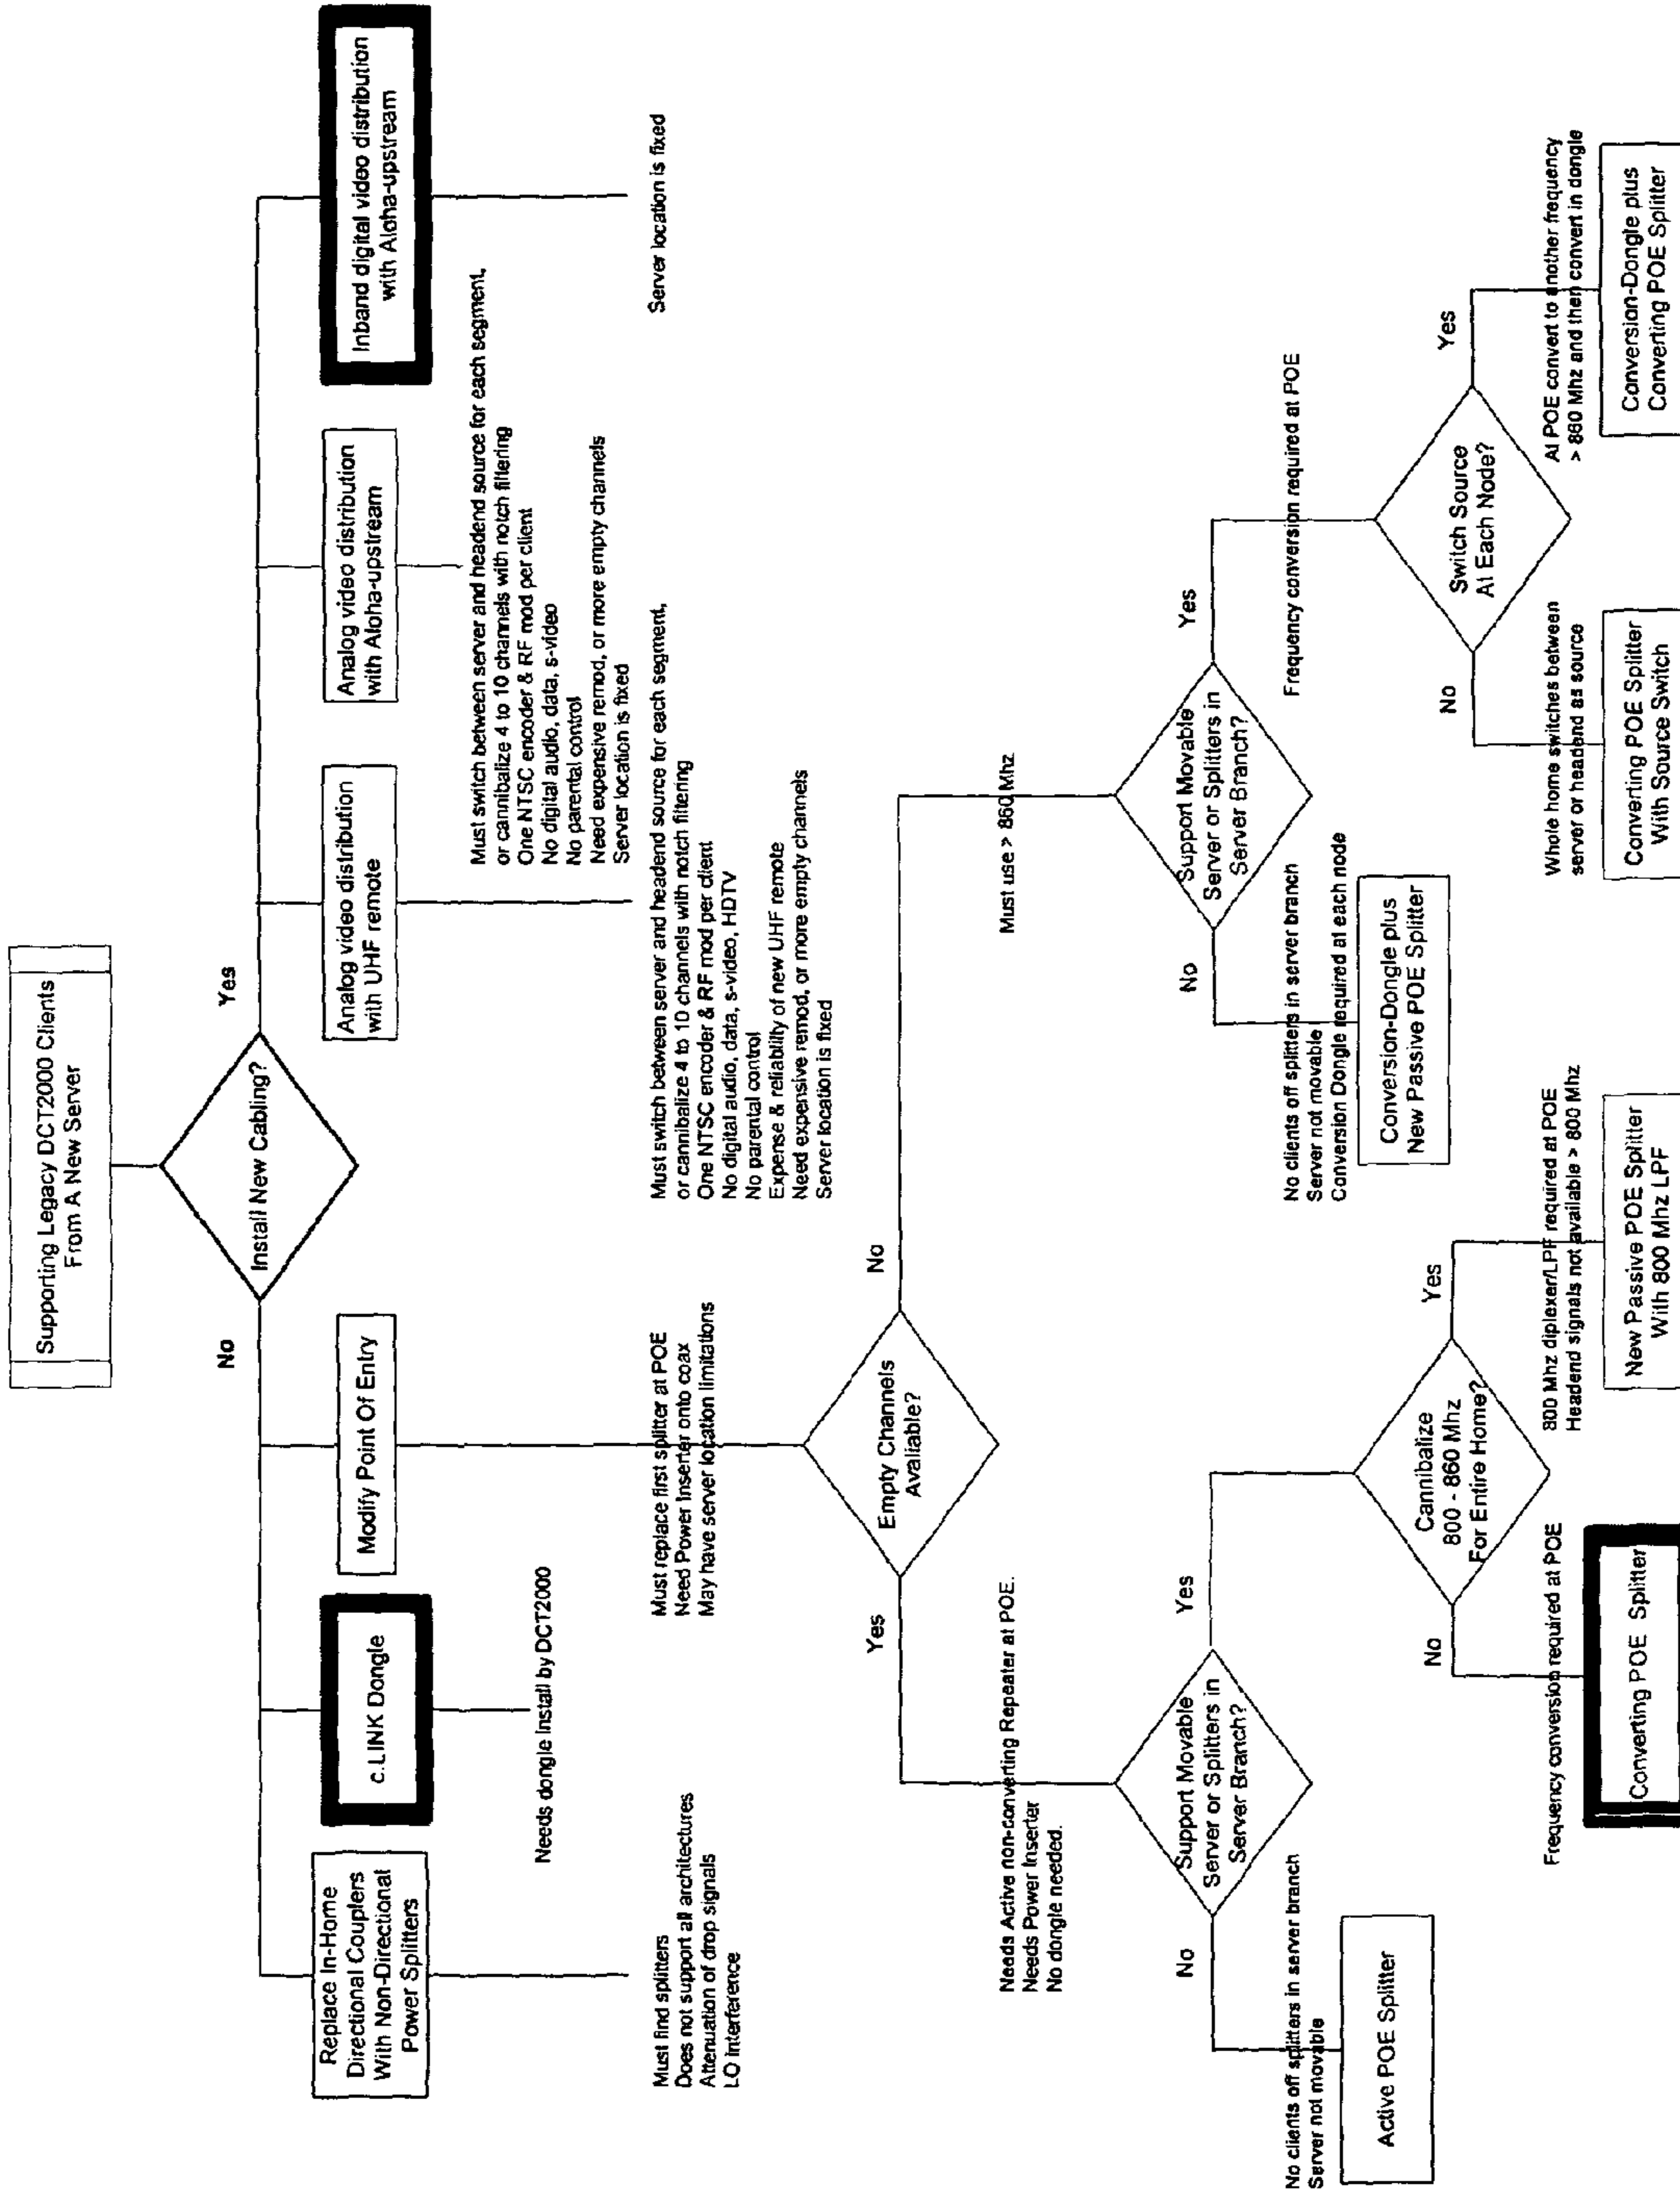 Supporting Legacy DCT2000 Clients
From A New Server
Install New Cabling?
No
Yes
Replace In-Home
Directional Couplers
With Non-Directional
Power Splitters
c.LINK Dongle
Modify Point Of Entry
Analog video distribution
with UHF remote
Analog video distribution
with Aloha-upstream
Inband digital video distribution
with Aloha-upstream
Must find splitters
Does not support all architectures
Attenuation of drop signals
LO Interference
Needs dongle Install by DCT2000
Must replace first splitter at POE
Need Power Inserter onto coax
May have server location limitations
Must switch between server and headend source for each segment,
or cannibalize 4 to 10 channels with notch filtering
One NTSC encoder & RF mod per client
No digital audio, data, s-video, HDTV
No parental control
Expense & reliablilty of new UHF remote
Need expensive remod, or more empty channels
Server location is fixed
Must switch between server and headend source for each segment,
or cannibalize 4 to 10 channels with notch filtering
One NTSC encoder & RF mod per client
No digital audio, data, s-video
No parental control
Need expensive remod, or more empty channels
Server location is fixed
Server location is fixed
Empty Channels
Avaliable?
Yes
No
Needs Active non-converting Repeater at POE.
Needs Power Inserter
No dongle needed.
Must use > 860 Mhz
Support Movable
Server or Splitters in
Server Branch?
No
Yes
No clients off splitters in server branch
Server not movable
Active POE Splitter
Cannibalize
800 - 860 Mhz
For Entire Home?
No
Yes
Frequency conversion required at POE
Converting POE Splitter
800 Mhz diplexer/LPF required at POE
Headend signals not available > 800 Mhz
New Passive POE Splitter
With 800 Mhz LPF
Support Movable
Server or Splitters in
Server Branch?
No
Yes
No clients off splitters in server branch
Server not movable
Conversion Dongle required at each node
Conversion-Dongle plus
New Passive POE Splitter
Frequency conversion required at POE
Switch Source
At Each Node?
No
Yes
Whole home switches between
server or headend as source
Converting POE Splitter
With Source Switch
At POE convert to another frequency
> 860 Mhz and then convert in dongle
Conversion-Dongle plus
Converting POE Splitter